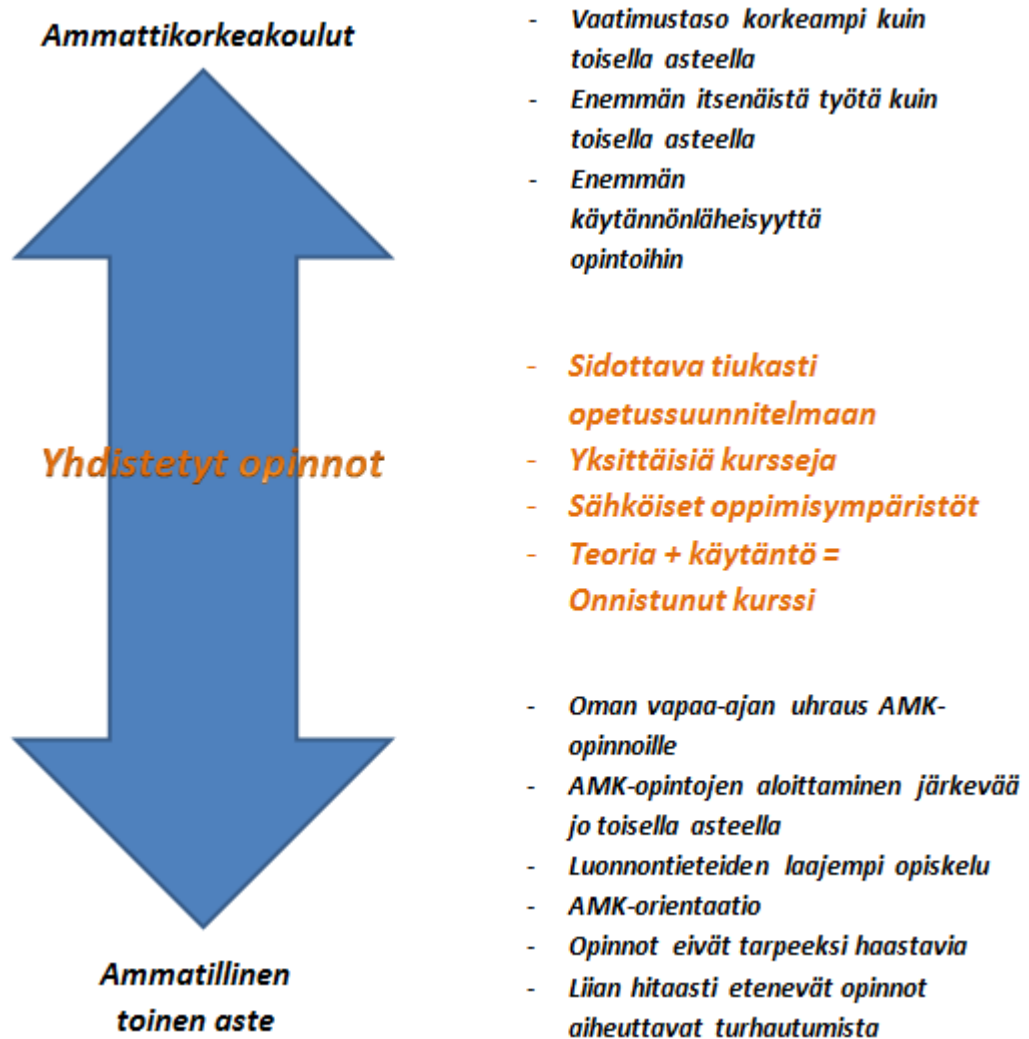 Ammattikorkeakoulut
- Vaatimustaso korkeampi kuin
toisella asteella
- Enemmän itsenäistä työtä kuin
toisella asteella
- Enemmän
käytännönläheisyyttä
opintoihin
Yhdistetyt opinnot
- Sidottava tiukasti
opetussuunnitelmaan
- Yksittäisiä kursseja
- Sähköiset oppimisympäristöt
- Teoria + käytäntö =
Onnistunut kurssi
- Oman vapaa-ajan uhraus AMK-
opinnoille
- AMK-opintojen aloittaminen järkevää
jo toisella asteella
- Luonnontieteiden laajempi opiskelu
- AMK-orientaatio
- Opinnot eivät tarpeeksi haastavia
- Liian hitaasti etenevät opinnot
aiheuttavat turhautumista
Ammatillinen
toinen aste